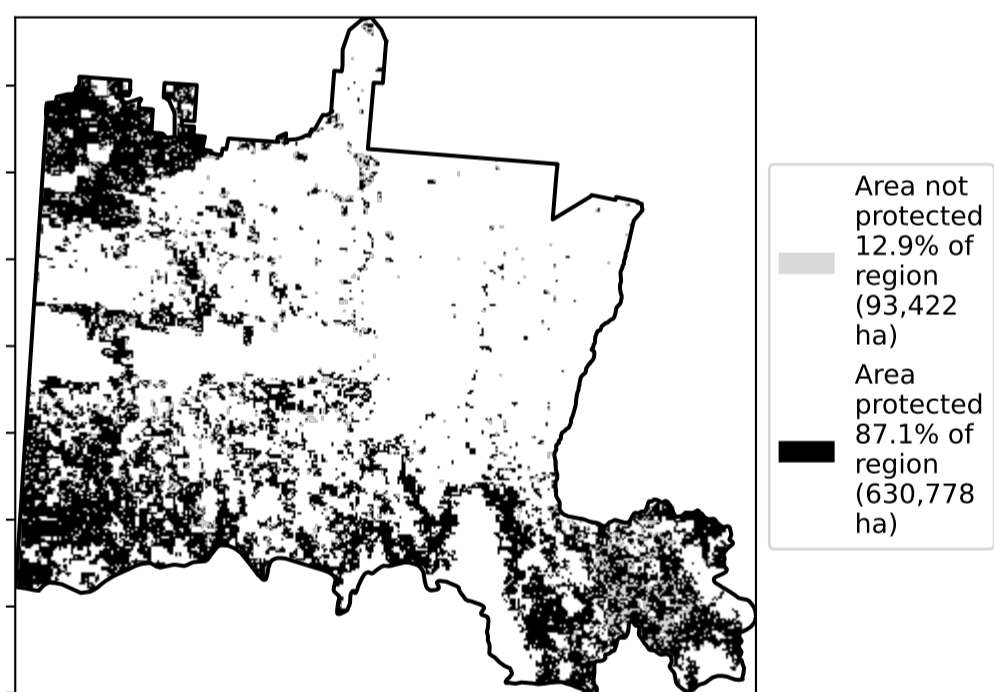 Area not
protected
12.9% of
region
(93,422
ha)
Area
protected
87.1% of
region
(630,778
ha)